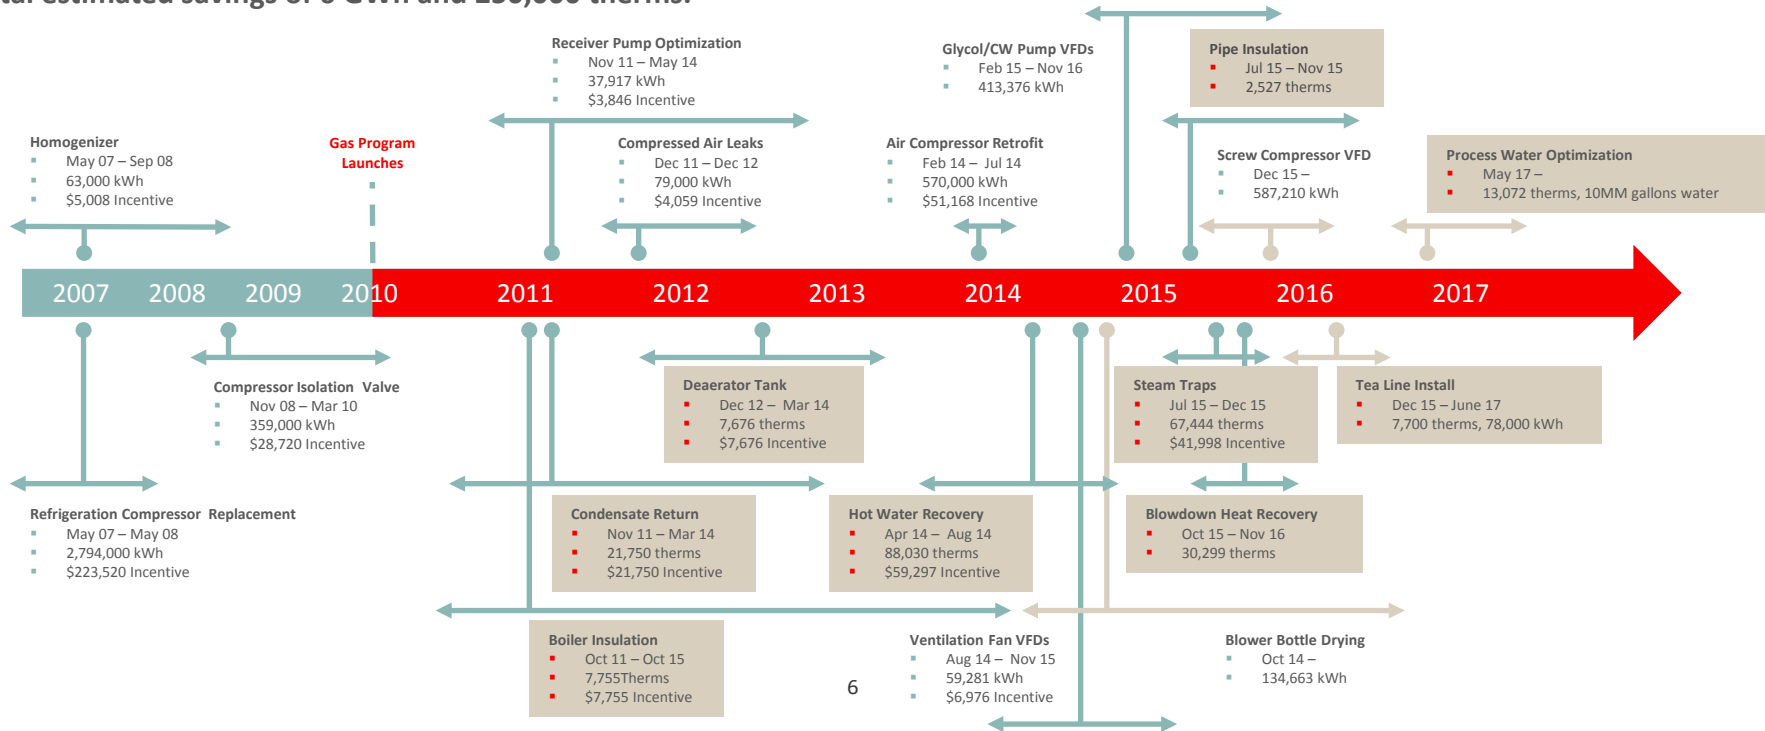 tal estimated savings of 6 GWh and 250,000 therms.
Receiver Pump Optimization
Nov 11 – May 14
37,917 kWh
$3,846 Incentive
Glycol/CW Pump VFDs
Feb 15 – Nov 16
413,376 kWh
Pipe Insulation
Jul 15 – Nov 15
2,527 therms
Homogenizer
May 07 – Sep 08
63,000 kWh
$5,008 Incentive
Gas Program
Launches
Compressed Air Leaks
Dec 11 – Dec 12
79,000 kWh
$4,059 Incentive
Air Compressor Retrofit
Feb 14 – Jul 14
570,000 kWh
$51,168 Incentive
Screw Compressor VFD
Dec 15 –
587,210 kWh
Process Water Optimization
May 17 –
13,072 therms, 10MM gallons water
2007 2008 2009 2010 2011 2012 2013 2014 2015 2016 2017
Compressor Isolation Valve
Nov 08 – Mar 10
359,000 kWh
$28,720 Incentive
Deaerator Tank
Dec 12 – Mar 14
7,676 therms
$7,676 Incentive
Steam Traps
Jul 15 – Dec 15
67,444 therms
$41,998 Incentive
Tea Line Install
Dec 15 – June 17
7,700 therms, 78,000 kWh
Refrigeration Compressor Replacement
May 07 – May 08
2,794,000 kWh
$223,520 Incentive
Condensate Return
Nov 11 – Mar 14
21,750 therms
$21,750 Incentive
Hot Water Recovery
Apr 14 – Aug 14
88,030 therms
$59,297 Incentive
Blowdown Heat Recovery
Oct 15 – Nov 16
30,299 therms
Boiler Insulation
Oct 11 – Oct 15
7,755Therms
$7,755 Incentive
6
Ventilation Fan VFDs
Aug 14 – Nov 15
59,281 kWh
$6,976 Incentive
Blower Bottle Drying
Oct 14 –
134,663 kWh